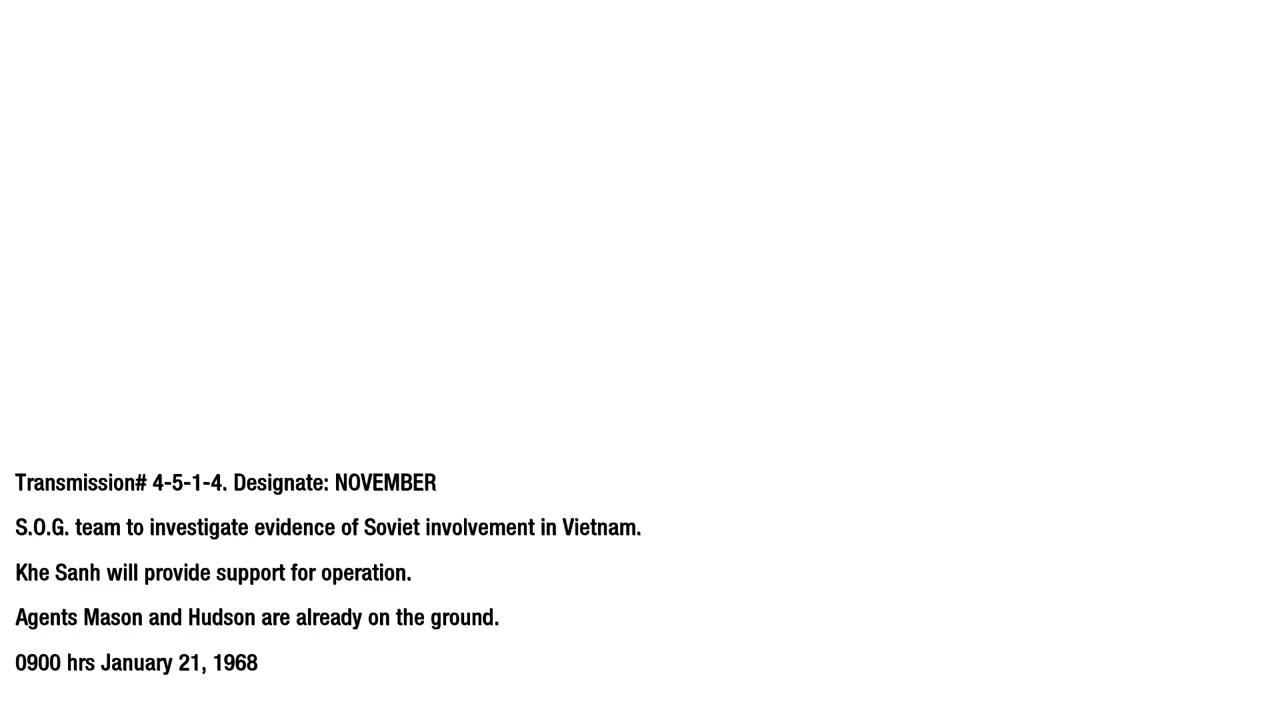 Transmission# 4-5-1-4. Designate: NOVEMBER
S.O.G. team to investigate evidence of Soviet involvement in Vietnam.
Khe Sanh will provide support for operation.
Agents Mason and Hudson are already on the ground.
0900 hrs January 21, 1968